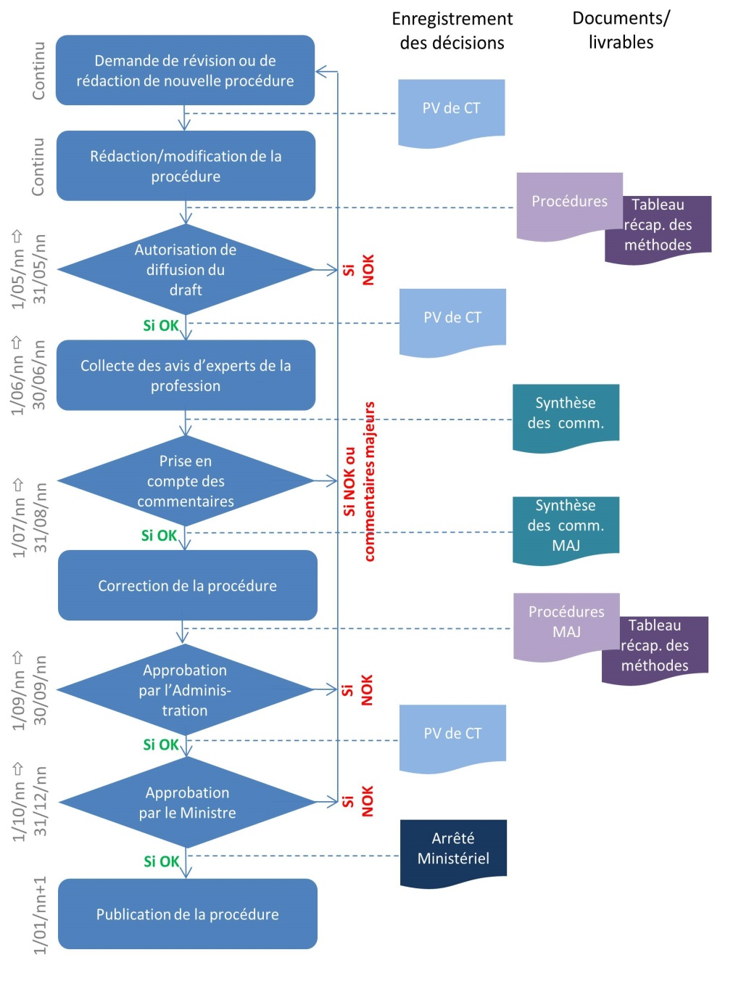 Enregistrement
des décisions
Documents/
livrables
Continu
Demande de révision ou de
rédaction de nouvelle procédure
PV de CT
Continu
Rédaction/modification de la
procédure
Procédures
Tableau
récap. des
méthodes
1/05/nn ⇨
31/05/nn
Autorisation de
diffusion du
draft
Si
NOK
Si OK
PV de CT
1/06/nn ⇨
30/06/nn
Collecte des avis d'experts de la
profession
Synthèse
des comm.
1/07/nn ⇨
31/08/nn
Prise en
compte des
commentaires
Si NOK ou
commentaires majeurs
Si OK
Synthèse
des comm.
MAJ
Correction de la procédure
Procédures
MAJ
Tableau
récap. des
méthodes
1/09/nn ⇨
30/09/nn
Approbation
par l'Adminis-
tration
Si
NOK
Si OK
PV de CT
1/10/nn ⇨
31/12/nn
Approbation
par le Ministre
Si
NOK
Si OK
Arrêté
Ministériel
1/01/nn+1
Publication de la procédure